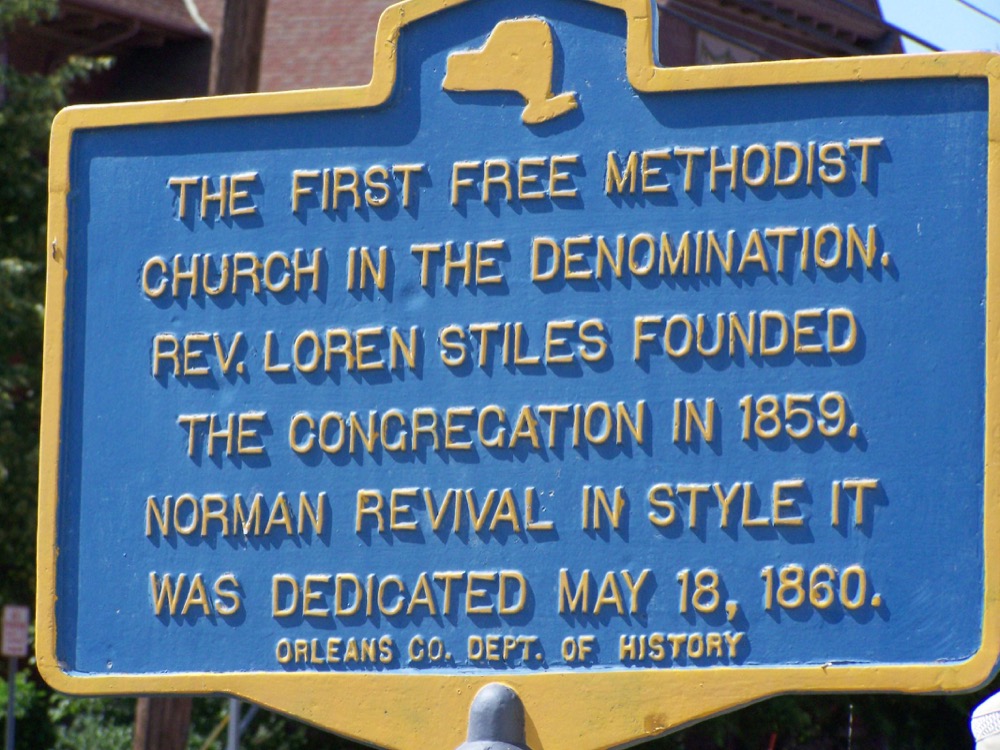 THE FIRST FREE METHODIST
CHURCH IN THE DENOMINATION.
REV. LOREN STILES FOUNDED
THE CONGREGATION IN 1859.
NORMAN REVIVAL IN STYLE IT
WAS DEDICATED MAY 18, 1860.
ORLEANS CO. DEPT. OF HISTORY